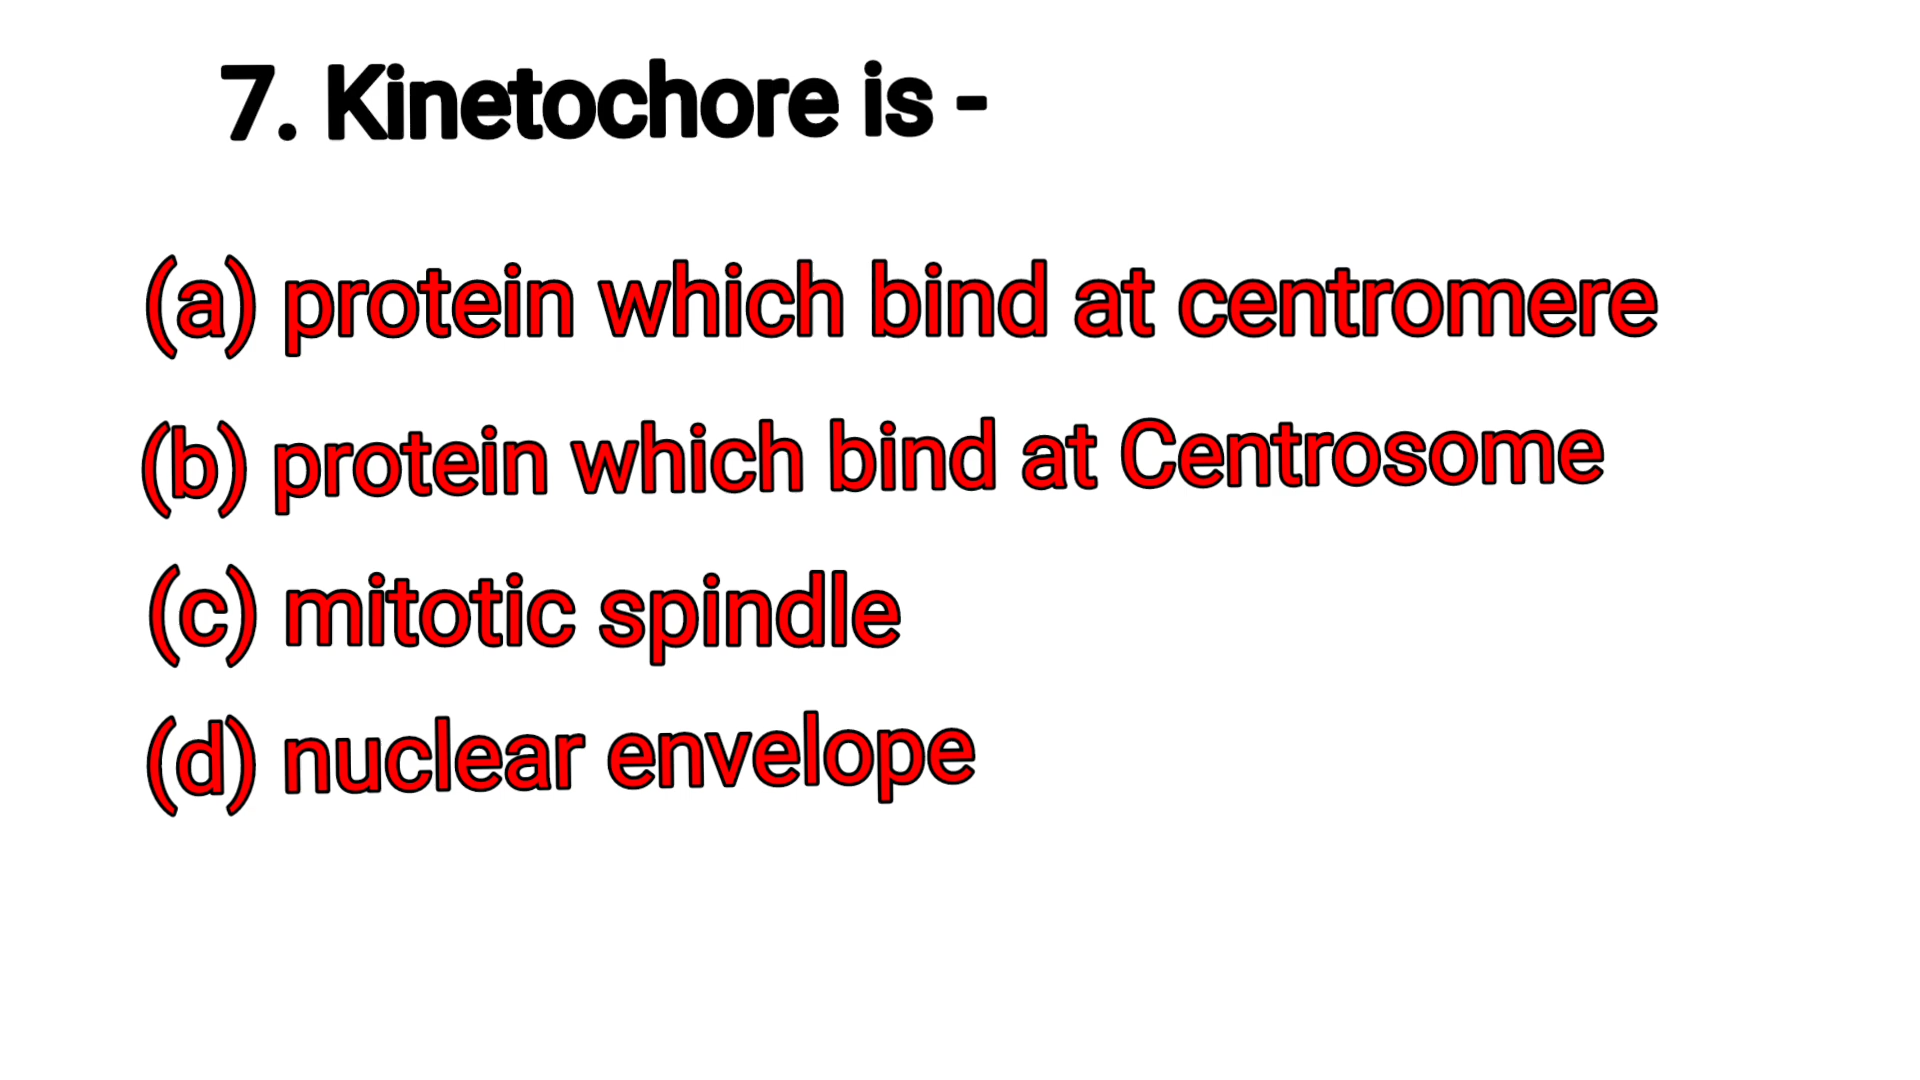 7. Kinetochore is -
(a) protein which bind at centromere
(b) protein which bind at Centrosome
(c) mitotic spindle
(d) nuclear envelope